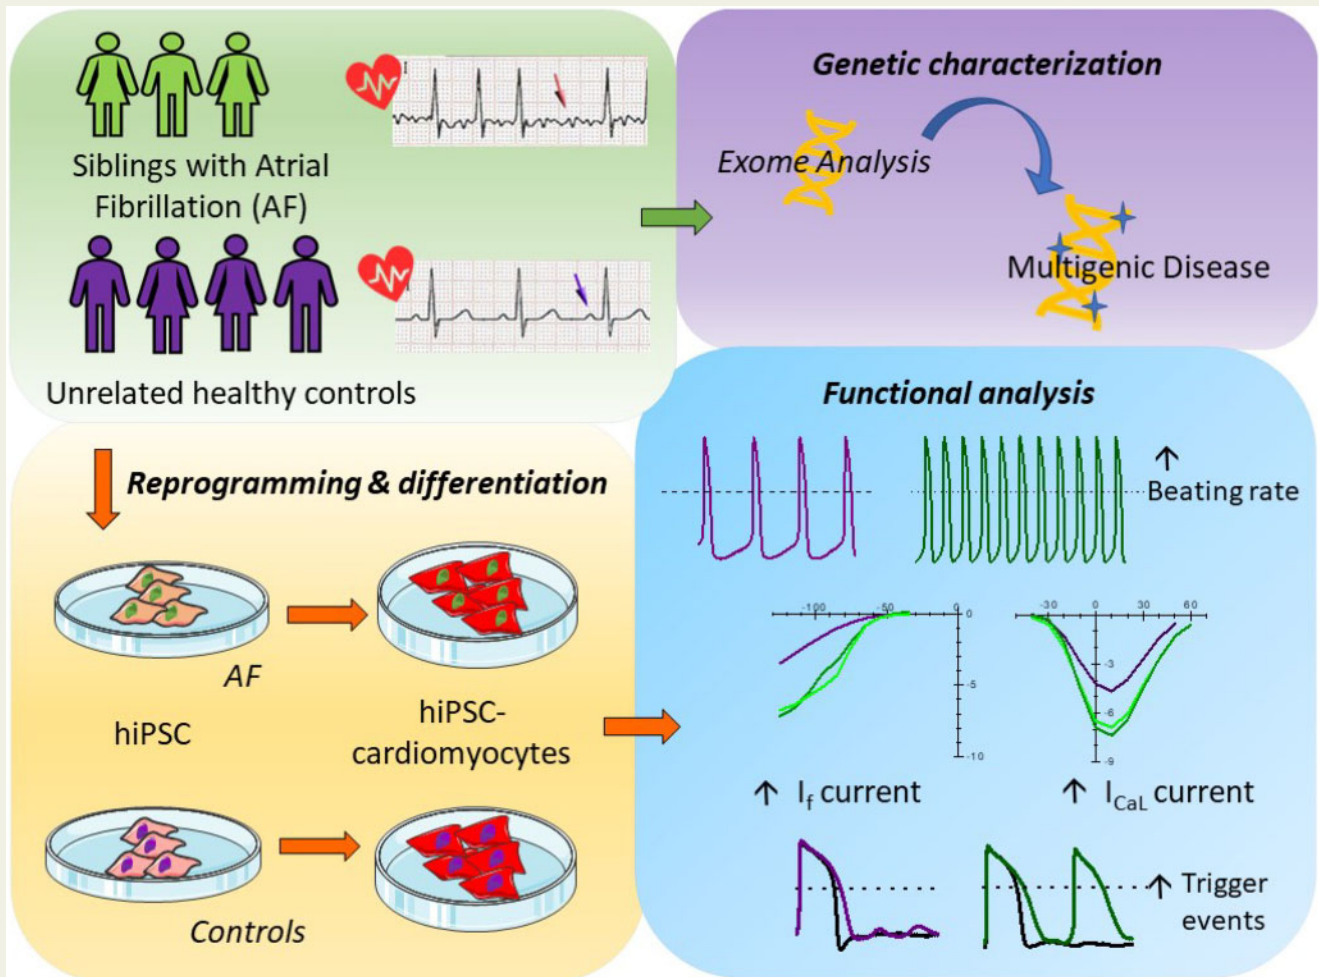 Siblings with Atrial
Fibrillation (AF)
Unrelated healthy controls
Genetic characterization
Exome Analysis
Multigenic Disease
Reprogramming & differentiation
AF
hiPSC
hiPSC-
cardiomyocytes
Controls
Functional analysis
↑
Beating rate
-100 -50 0
0
-5
-10
-30 0 30 60
-3
-6
-9
↑ If current
↑ ICaL current
↑ Trigger
events